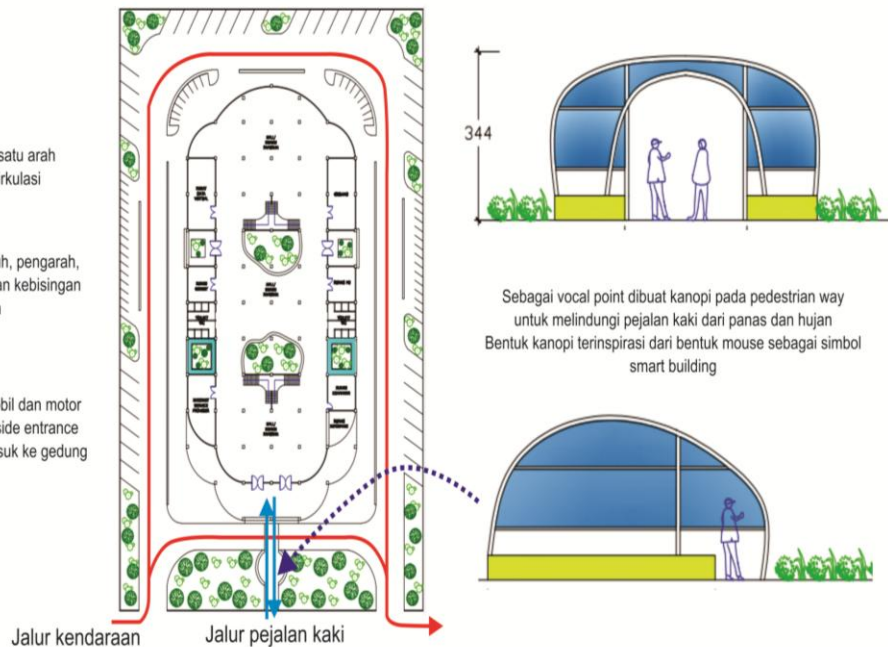 satu arah
irkulasi
uh, pengarah,
an kebisingan
bil dan motor
side entrance
suk ke gedung
Jalur kendaraan
Jalur pejalan kaki
344
Sebagai vocal point dibuat kanopi pada pedestrian way
untuk melindungi pejalan kaki dari panas dan hujan
Bentuk kanopi terinspirasi dari bentuk mouse sebagai simbol
smart building